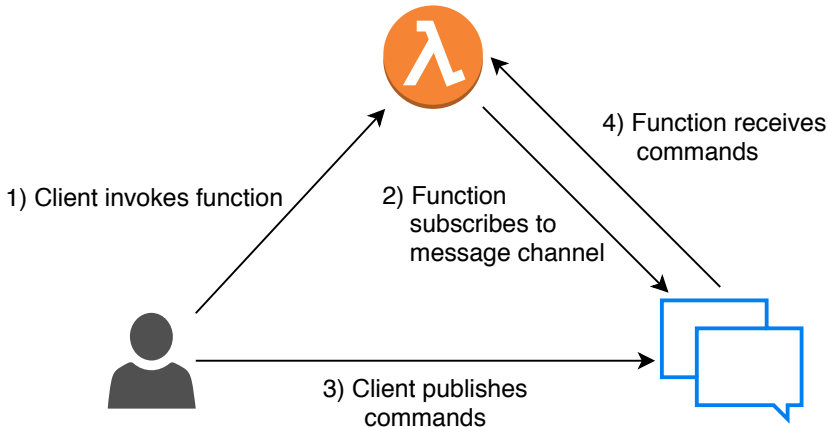 1) Client invokes function
2) Function
subscribes to
message channel
3) Client publishes
commands
4) Function receives
commands